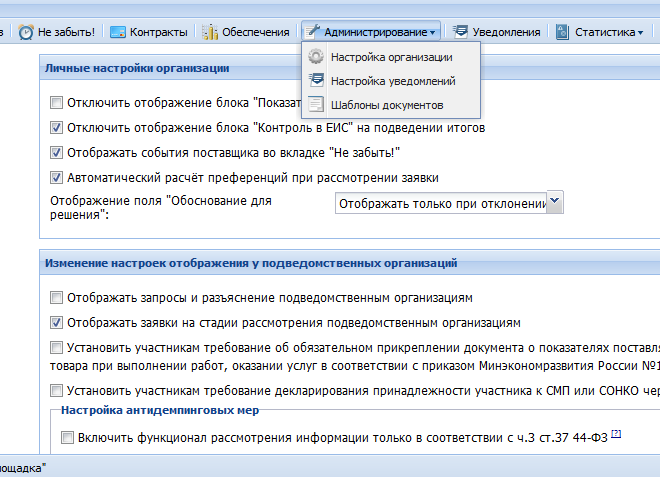 Не забыть! Контракты Обеспечения Администрирование Уведомления Статистика
Настройка организации
Настройка уведомлений
Шаблоны документов
Личные настройки организации
Отключить отображение блока "Показат
Отключить отображение блока "Контроль в ЕИС" на подведении итогов
Отображать события поставщика во вкладке "Не забыть!"
Автоматический расчёт преференций при рассмотрении заявки
Отображение поля "Обоснование для
решения":
Отображать только при отклонении
Изменение настроек отображения у подведомственных организаций
Отображать запросы и разъяснение подведомственным организациям
Отображать заявки на стадии рассмотрения подведомственным организациям
Установить участникам требование об обязательном прикреплении документа о показателях поставля
товара при выполнении работ, оказании услуг в соответствии с приказом Минэкономразвития России №1
Установить участникам требование декларирования принадлежности участника к СМП или СОНКО чер
Настройка антидемпинговых мер
Включить функционал рассмотрения информации только в соответствии с ч.3 ст.37 44-ФЗ [?]
ощадка"